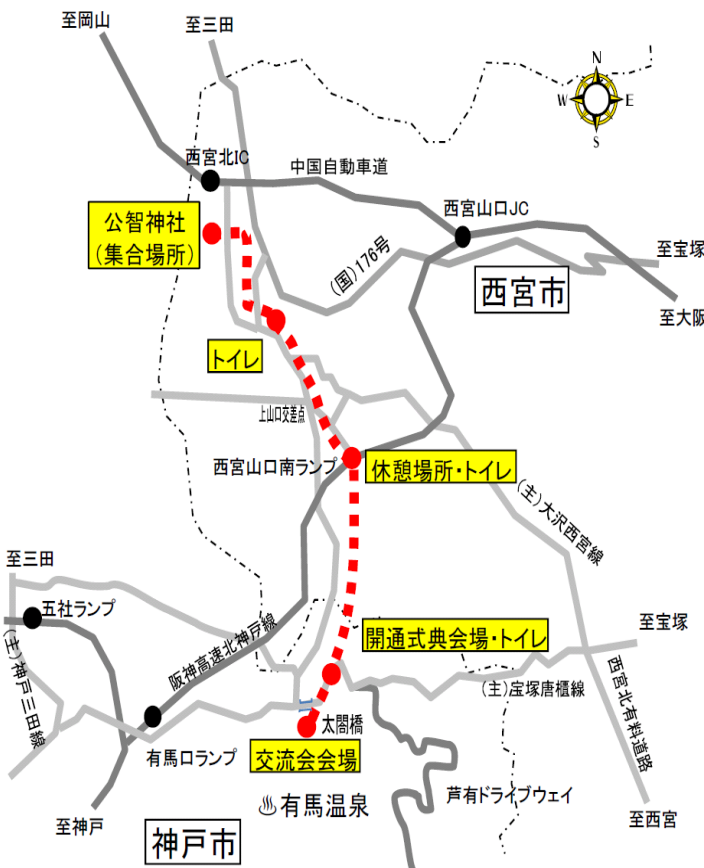 至岡山
至三田
N
W
E
S
西宮北IC
中国自動車道
西宮山口JC
公智神社
(集合場所)
(国)176号
至宝塚
西宮市
至大阪
トイレ
上山口交差点
西宮山口南ランプ
休憩場所・トイレ
(主)大沢西宮線
至三田
五社ランプ
(主)神戸三田線
阪神高速北神戸線
開通式典会場・トイレ
至宝塚
(主)宝塚唐櫃線
西宮北有料道路
太閤橋
有馬口ランプ
交流会会場
芦有ドライブウェイ
♨有馬温泉
至神戸
至西宮
神戸市